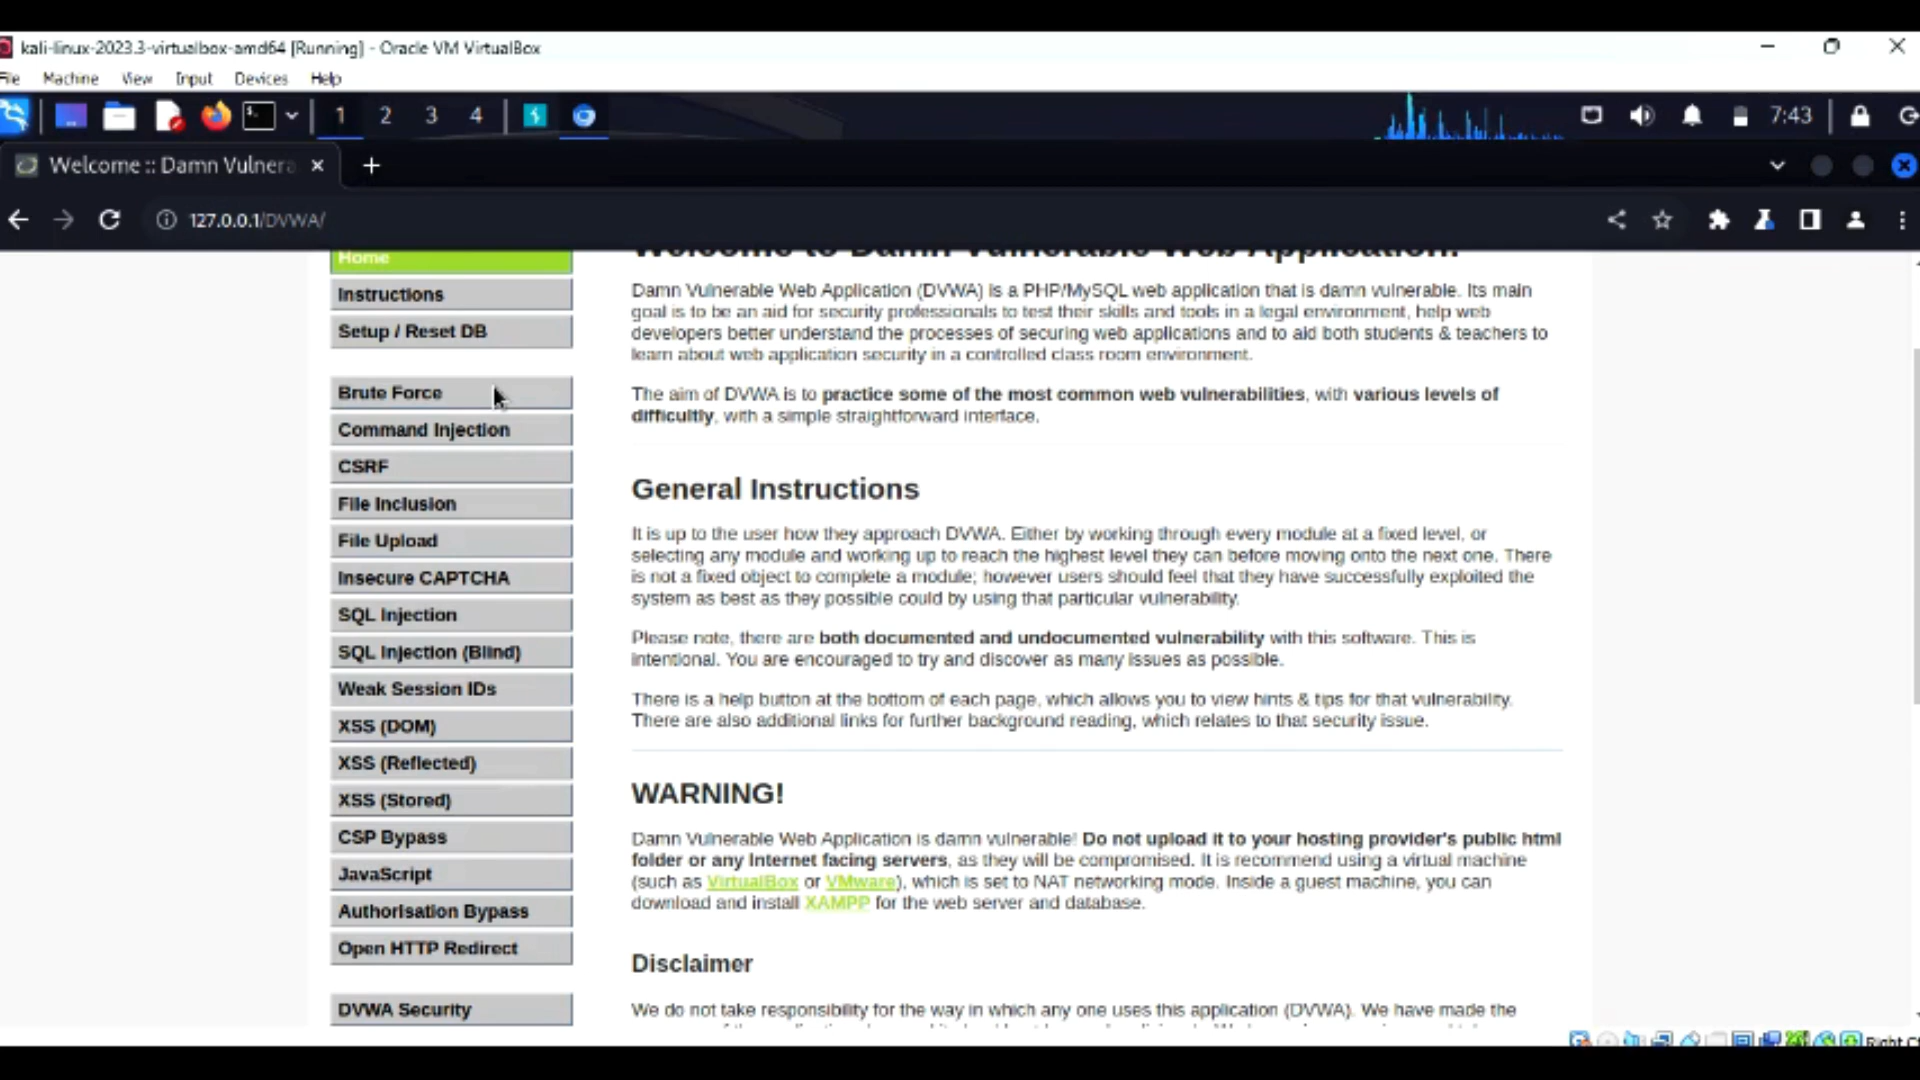 kali-linux-2023.3-virtualbox-amd64 [Running] - Oracle VM VirtualBox
File Machine View Input Devices Help
1 2 3 4 7:43
Welcome :: Damn Vulnera
127.0.0.1/DVWA/
Home
Instructions
Setup / Reset DB
Brute Force
Command Injection
CSRF
File Inclusion
File Upload
Insecure CAPTCHA
SQL Injection
SQL Injection (Blind)
Weak Session IDs
XSS (DOM)
XSS (Reflected)
XSS (Stored)
CSP Bypass
JavaScript
Authorisation Bypass
Open HTTP Redirect
DVWA Security
Welcome to Damn Vulnerable Web Application!
Damn Vulnerable Web Application (DVWA) is a PHP/MySQL web application that is damn vulnerable. Its main
goal is to be an aid for security professionals to test their skills and tools in a legal environment, help web
developers better understand the processes of securing web applications and to aid both students & teachers to
learn about web application security in a controlled class room environment.
The aim of DVWA is to practice some of the most common web vulnerabilities, with various levels of
difficultly, with a simple straightforward interface.
General Instructions
It is up to the user how they approach DVWA. Either by working through every module at a fixed level, or
selecting any module and working up to reach the highest level they can before moving onto the next one. There
is not a fixed object to complete a module; however users should feel that they have successfully exploited the
system as best as they possible could by using that particular vulnerability.
Please note, there are both documented and undocumented vulnerability with this software. This is
intentional. You are encouraged to try and discover as many issues as possible.
There is a help button at the bottom of each page, which allows you to view hints & tips for that vulnerability.
There are also additional links for further background reading, which relates to that security issue.
WARNING!
Damn Vulnerable Web Application is damn vulnerable! Do not upload it to your hosting provider's public html
folder or any Internet facing servers, as they will be compromised. It is recommend using a virtual machine
(such as VirtualBox or VMware), which is set to NAT networking mode. Inside a guest machine, you can
download and install XAMPP for the web server and database.
Disclaimer
We do not take responsibility for the way in which any one uses this application (DVWA). We have made the
Right C